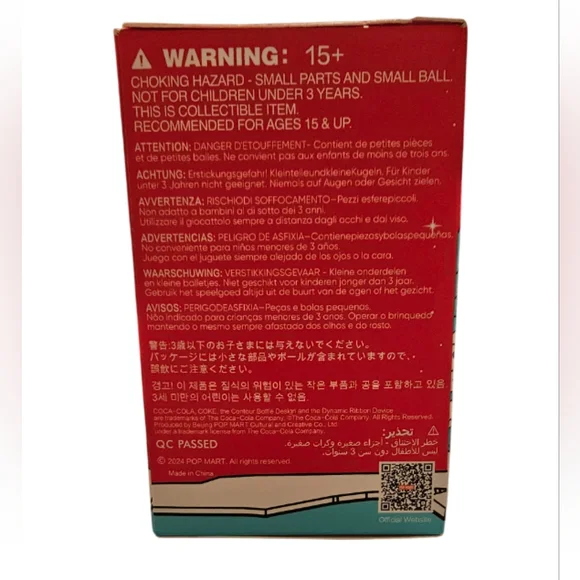 WARNING: 15+
CHOKING HAZARD - SMALL PARTS AND SMALL BALL.
NOT FOR CHILDREN UNDER 3 YEARS.
THIS IS COLLECTIBLE ITEM.
RECOMMENDED FOR AGES 15 & UP.
ATTENTION: DANGER D'ETOUFFEMENT- Contient de petites pièces
et de petites balles. Ne convient pas aux enfants de moins de trois ans.
ACHTUNG: Erstickungsgefahr! KleinteileundkleineKugeln. Für Kinder
unter 3 Jahren nicht geeignet. Niemals auf Augen oder Gesicht zielen.
AVVERTENZA: RISCHIODI SOFFOCAMENTO- Pezzi esferepiccoli.
Non adatto a bambini al di sotto dei 3 anni.
Utilizzare il giocattolo sempre a distanza dagli occhi e dal viso.
ADVERTENCIAS: PELIGRO DE ASFIXIA- Contienepiezosybolaspequeñas.
No conveniente para niñas menores de 3 años.
Juega con el juguete siempre alejado de los ojos o la cara.
WAARSCHUWING: VERSTIKKINGSGEVAAR - Kleine onderdelen
en kleine balletjes. Niet geschikt voor kinderen jonger dan 3 jaar.
Gebruik het speelgoed altijd uit de buurt van de ogen of het gezicht.
AVISOS: PERIGODEASFIXIA- Peças e bolas pequenas.
Não indicado para crianças menores de 3 anos. Operar o brinquedo
mantendo o mesmo sempre afastado dos olhos e do rosto.
警告:3歳以下のお子さまには与えないでください。
パッケージには小さな部品やボールが含まれていますので、
誤飲にご注意ください。
경고! 이 제품은 질식의 위험이 있는 작은 부품과 공을 포함하고 있음.
3세 미만의 어린이는 사용할 수 없음.
COCA-COLA, COKE, the Contour Bottle Design and the Dynamic Ribbon Device
are trademarks of The Coca-Cola Company. ©The Coca-Cola Company. All Rights Reserved.
Produced by Beijing POP MART Cultural and Creative Co., Ltd
under a trademark license from The Coca-Cola Company.
تحذير:
خطر الاختناق - أجزاء صغيرة وكرات صغيرة.
ليس للأطفال دون سن 3 سنوات.
QC PASSED
© 2024 POP MART. All rights reserved.
Made in China
Official Website